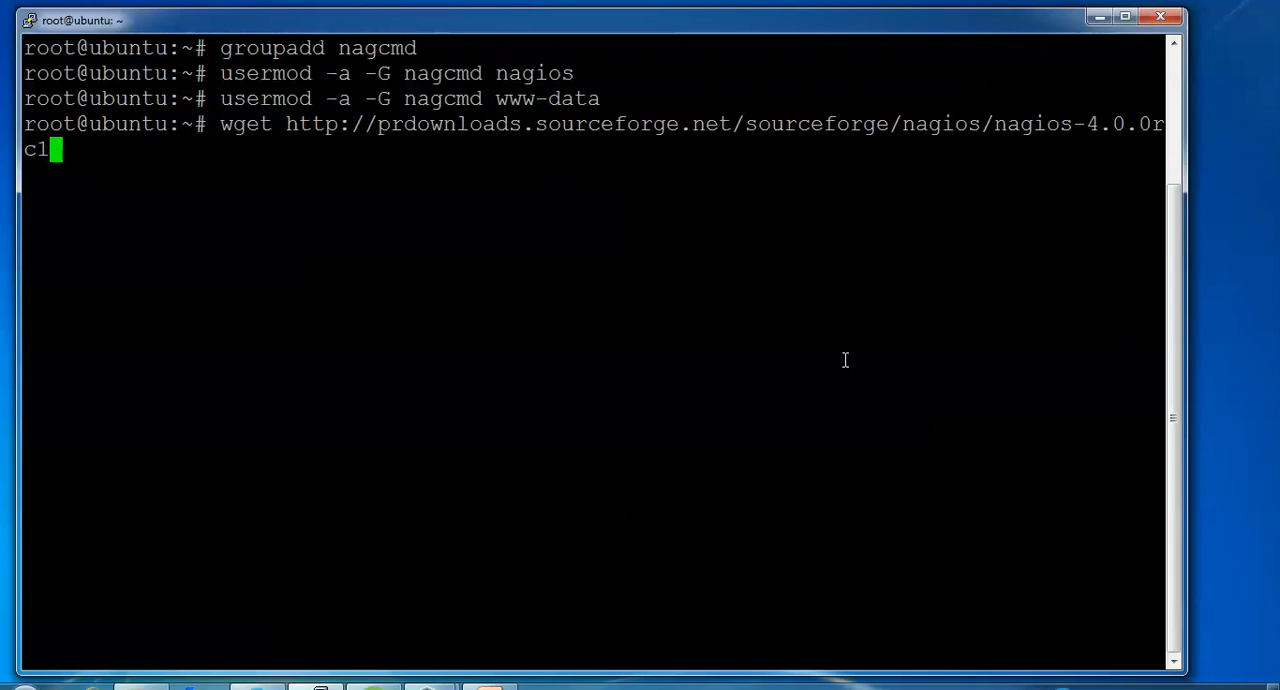 root@ubuntu: ~
root@ubuntu:~# groupadd nagcmd
root@ubuntu:~# usermod -a -G nagcmd nagios
root@ubuntu:~# usermod -a -G nagcmd www-data
root@ubuntu:~# wget http://prdownloads.sourceforge.net/sourceforge/nagios/nagios-4.0.0r
c1